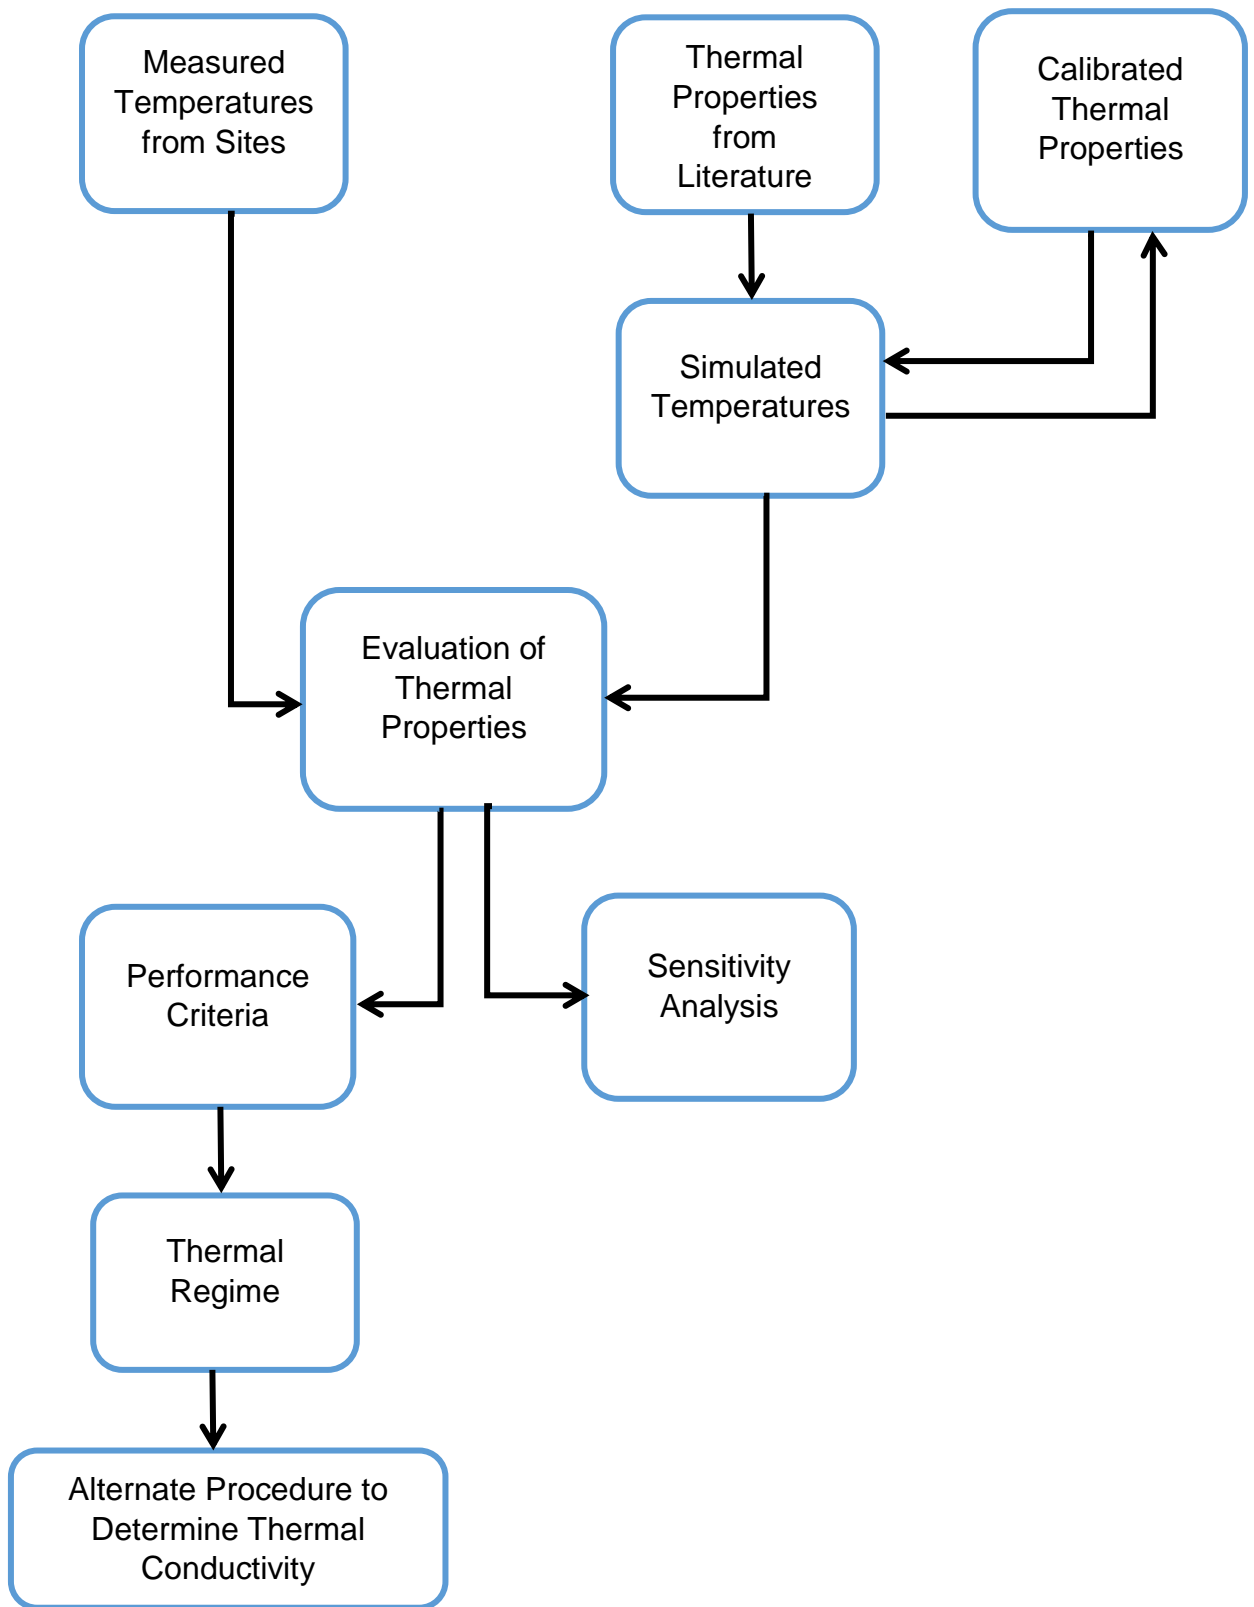 Measured
Temperatures
from Sites
Thermal
Properties
from
Literature
Calibrated
Thermal
Properties
Simulated
Temperatures
Evaluation of
Thermal
Properties
Performance
Criteria
Sensitivity
Analysis
Thermal
Regime
Alternate Procedure to
Determine Thermal
Conductivity